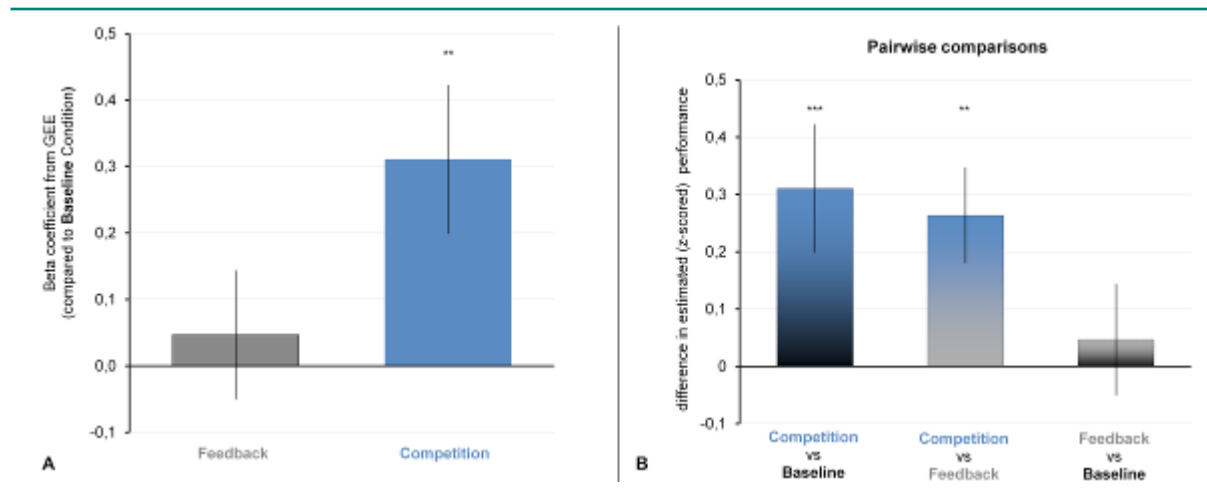 Beta coefficient from GEE
(compared to Baseline Condition)
0,5
0,4
0,3
0,2
0,1
0,0
-0,1
**
Feedback
Competition
A
Pairwise comparisons
difference in estimated (z-scored) performance
0,5
0,4
0,3
0,2
0,1
0
-0,1
***
**
Competition
vs
Baseline
Competition
vs
Feedback
Feedback
vs
Baseline
B